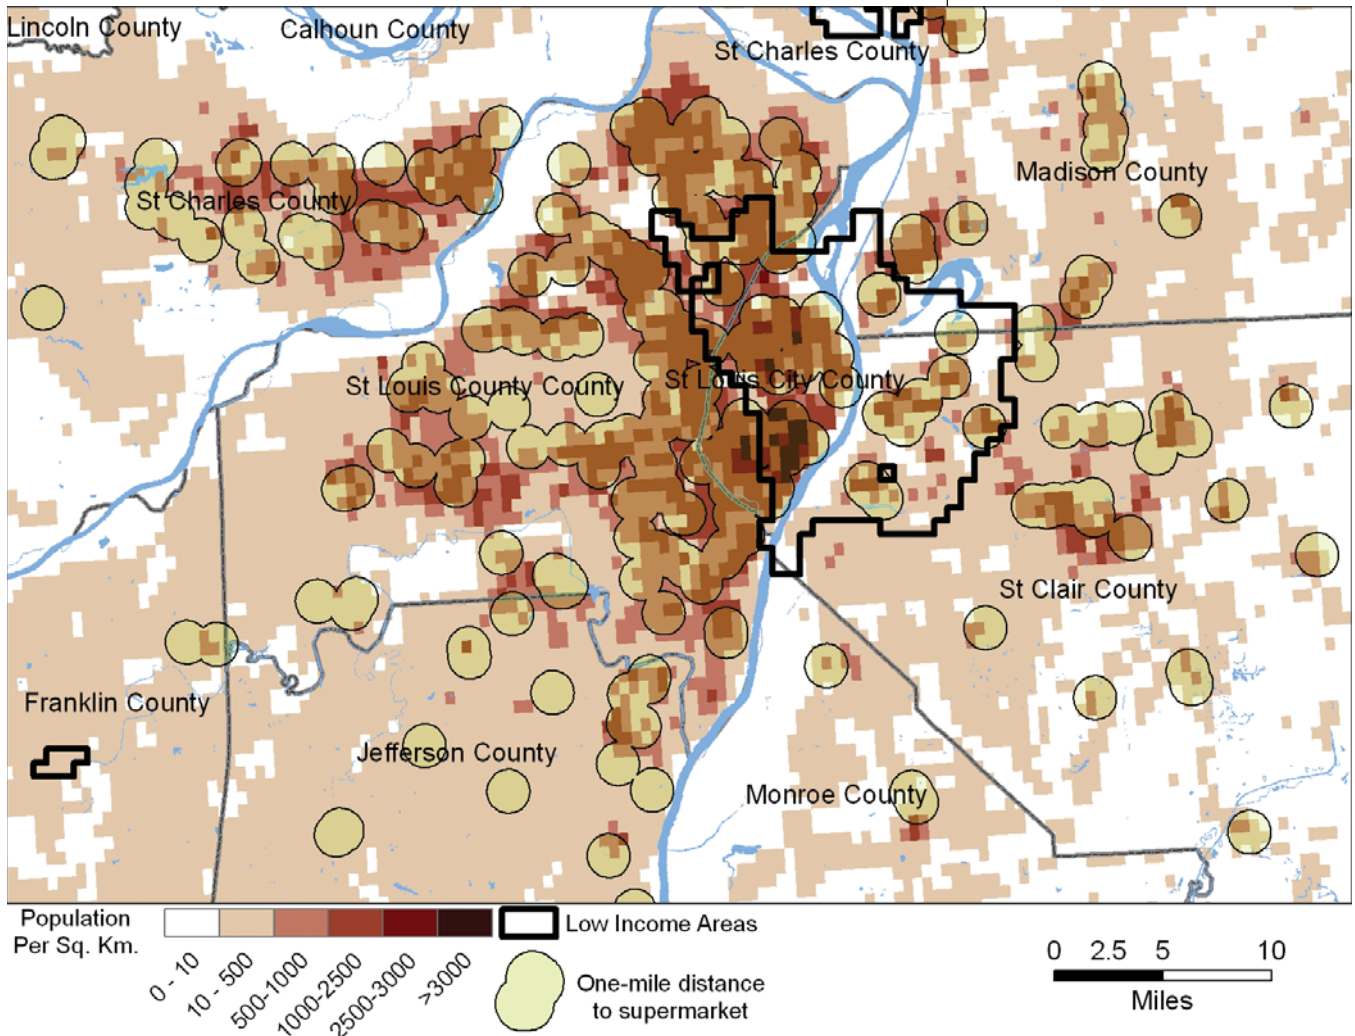 Lincoln County
Calhoun County
St Charles County
Madison County
St Charles County
St Louis County County
St Louis City County
St Clair County
Franklin County
Jefferson County
Monroe County
Population
Per Sq. Km.
0 - 10
10 - 500
500-1000
1000-2500
2500-3000
>3000
Low Income Areas
One-mile distance
to supermarket
0 2.5 5 10
Miles